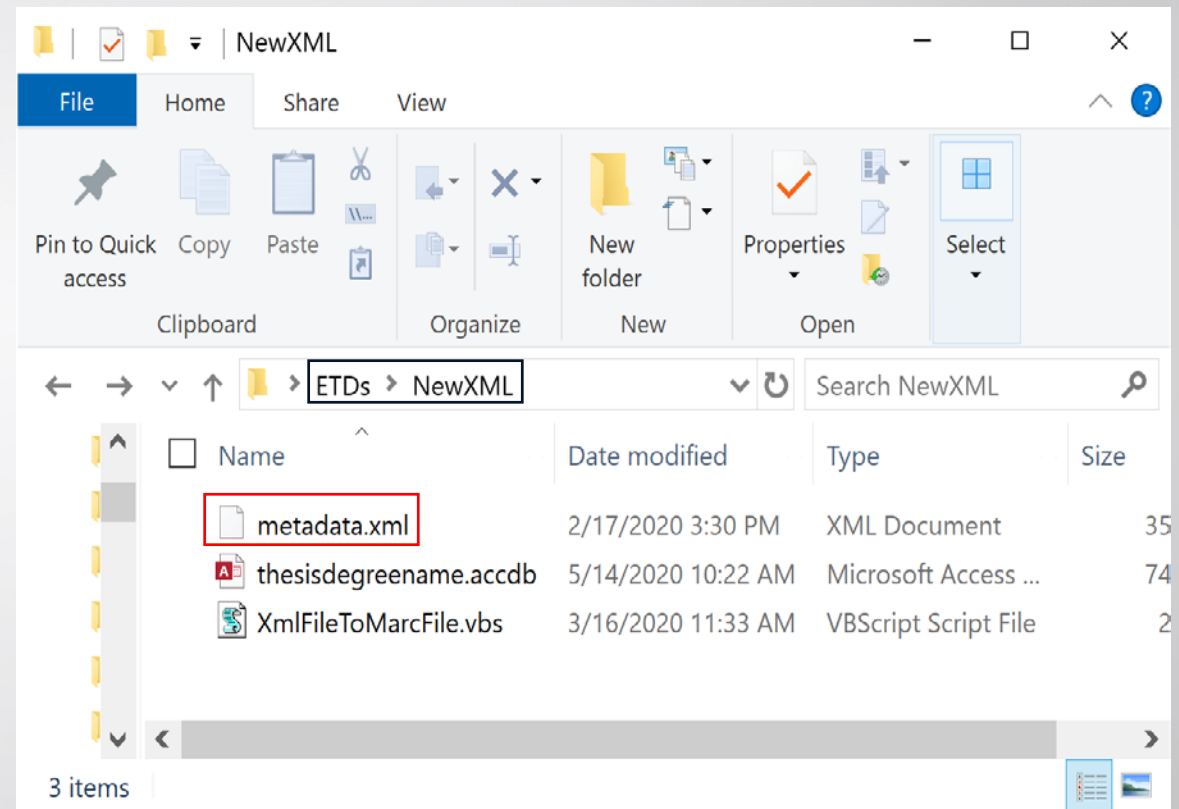 NewXML
File Home Share View
?
Pin to Quick access
Copy
Paste
\\...
New folder
Properties
Select
Clipboard Organize New Open
ETDs > NewXML
Search NewXML
Name Date modified Type Size
metadata.xml 2/17/2020 3:30 PM XML Document 35
thesisdegreename.accdb 5/14/2020 10:22 AM Microsoft Access ... 74
XmlFileToMarcFile.vbs 3/16/2020 11:33 AM VBScript Script File 2
3 items